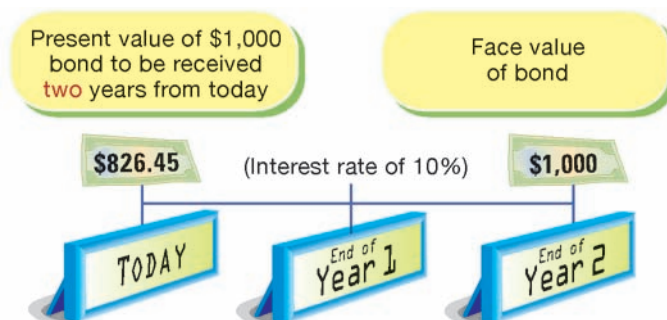 Present value of $1,000
bond to be received
two years from today
Face value
of bond
$826.45
(Interest rate of 10%)
$1,000
TODAY
End of
Year 1
End of
Year 2